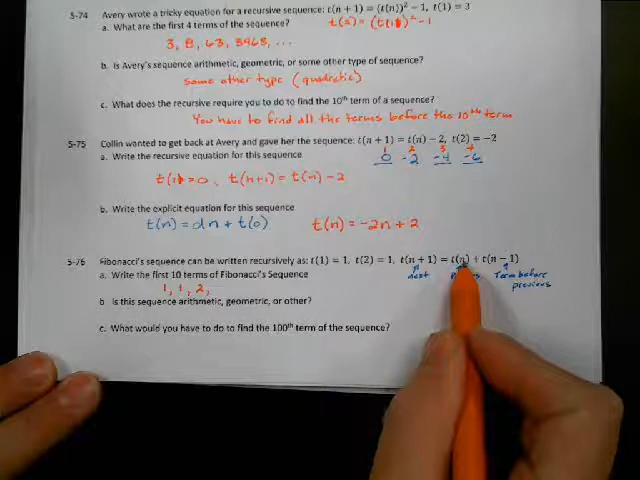 5-74 Avery wrote a tricky equation for a recursive sequence: t(n + 1) = (t(n))² − 1, t(1) = 3
a. What are the first 4 terms of the sequence? t(2) = (t(1))² -1
3, 8, 63, 3968, ...
b. Is Avery's sequence arithmetic, geometric, or some other type of sequence?
some other type (quadratic)
c. What does the recursive require you to do to find the 10th term of a sequence?
You have to find all the terms before the 10th term
5-75 Collin wanted to get back at Avery and gave her the sequence: t(n + 1) = t(n) − 2, t(2) = −2
1 2 3 4
a. Write the recursive equation for this sequence 0 -2 -4 -6
t(1) = 0, t(n+1) = t(n) - 2
b. Write the explicit equation for this sequence
t(n) = dn + t(0) t(n) = -2n + 2
5-76 Fibonacci's sequence can be written recursively as: t(1) = 1, t(2) = 1, t(n + 1) = t(n) + t(n − 1)
a. Write the first 10 terms of Fibonacci's Sequence next Term before
previous
1, 1, 2,
b Is this sequence arithmetic, geometric, or other?
c. What would you have to do to find the 100th term of the sequence?